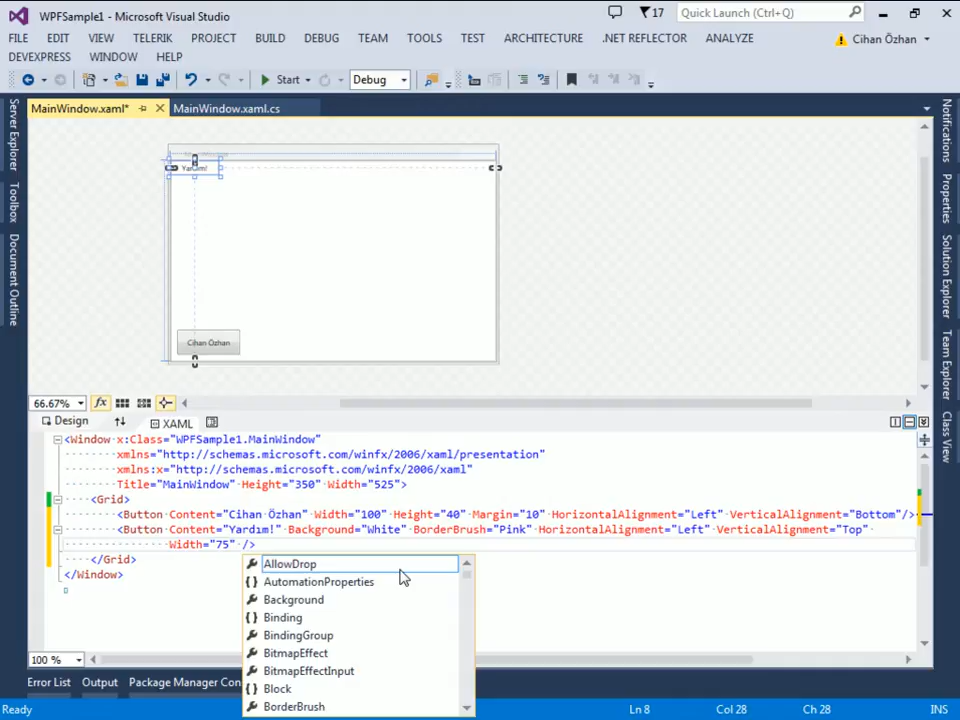 WPFSample1 - Microsoft Visual Studio
17
Quick Launch (Ctrl+Q)
FILE EDIT VIEW TELERIK PROJECT BUILD DEBUG TEAM TOOLS TEST ARCHITECTURE .NET REFLECTOR ANALYZE
Cihan Özhan
DEVEXPRESS WINDOW HELP
Start
Debug
MainWindow.xaml*
MainWindow.xaml.cs
Server Explorer
Toolbox
Document Outline
Yardım!
Cihan Özhan
Notifications
Properties
Solution Explorer
Team Explorer
Class View
66.67%
fx
Design
XAML
<Window x:Class="WPFSample1.MainWindow"
xmlns="http://schemas.microsoft.com/winfx/2006/xaml/presentation"
xmlns:x="http://schemas.microsoft.com/winfx/2006/xaml"
Title="MainWindow" Height="350" Width="525">
<Grid>
<Button Content="Cihan Özhan" Width="100" Height="40" Margin="10" HorizontalAlignment="Left" VerticalAlignment="Bottom"/>
<Button Content="Yardım!" Background="White" BorderBrush="Pink" HorizontalAlignment="Left" VerticalAlignment="Top"
Width="75" />
</Grid>
</Window>
AllowDrop
AutomationProperties
Background
Binding
BindingGroup
BitmapEffect
BitmapEffectInput
Block
BorderBrush
100 %
Error List Output Package Manager Con
Ready
Ln 8
Col 28
Ch 28
INS